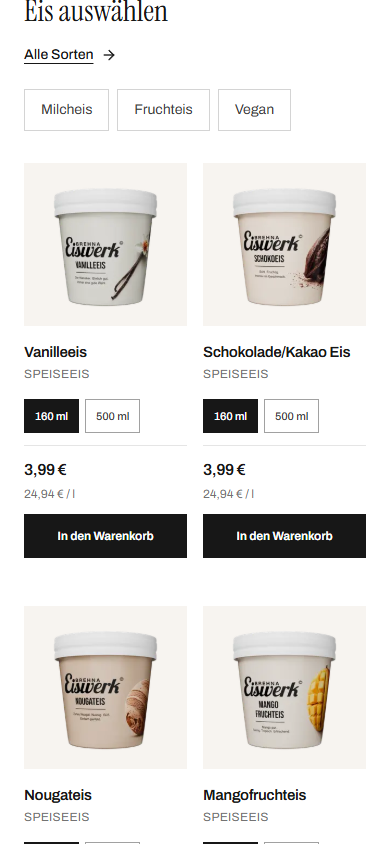 Eis auswählen
Alle Sorten
Milcheis Fruchteis Vegan
BREHNA
Eiswerk
VANILLEEIS
BREHNA
Eiswerk
SCHOKOEIS
Vanilleeis
SPEISEEIS
160 ml 500 ml
3,99 €
24,94 € / l
In den Warenkorb
Schokolade/Kakao Eis
SPEISEEIS
160 ml 500 ml
3,99 €
24,94 € / l
In den Warenkorb
BREHNA
Eiswerk
NOUGATEIS
BREHNA
Eiswerk
MANGO
FRUCHTEIS
Nougateis
SPEISEEIS
Mangofruchteis
SPEISEEIS